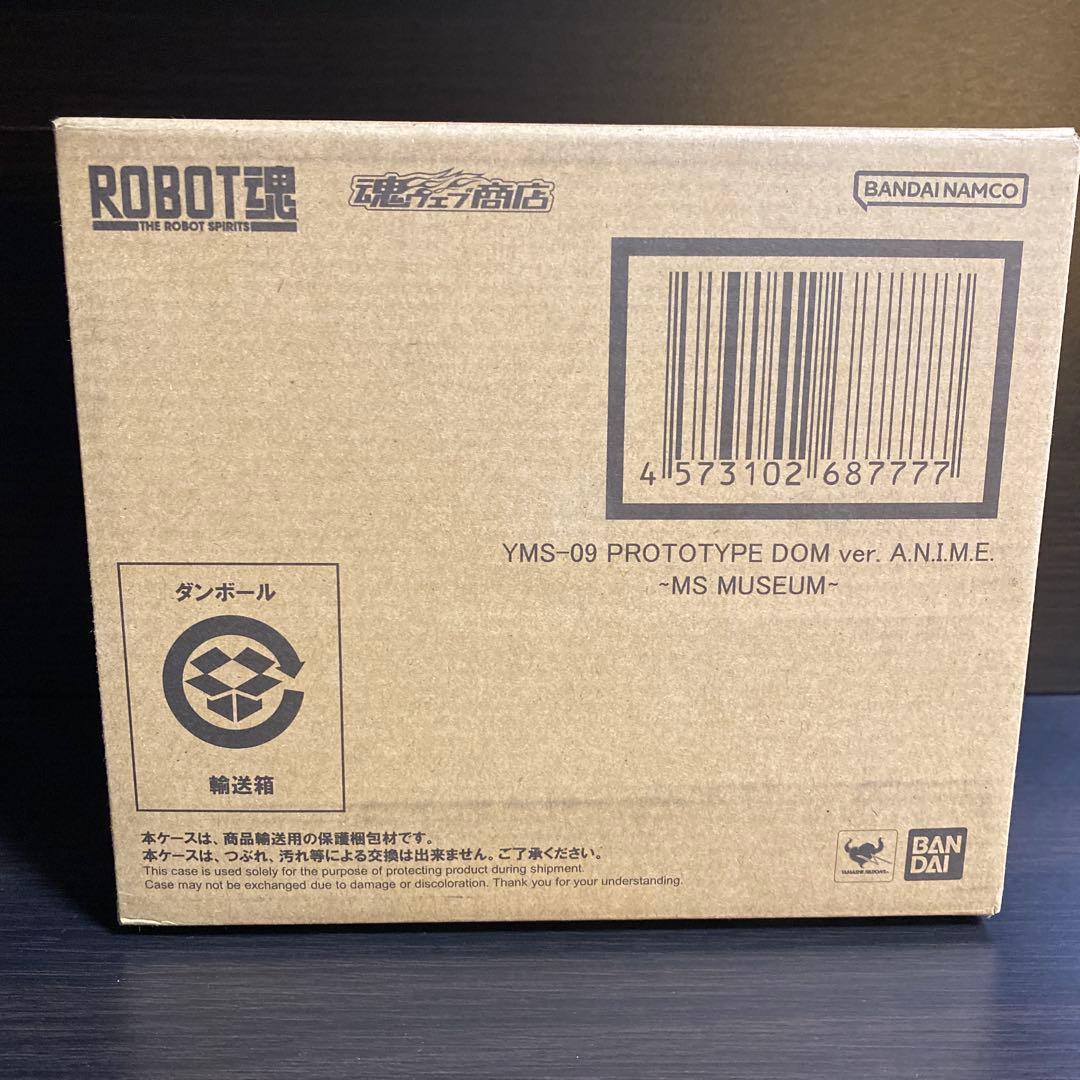 ROBOT魂
THE ROBOT SPIRITS
魂ウェブ商店
BANDAI NAMCO
4 573102 687777
YMS-09 PROTOTYPE DOM ver. A.N.I.M.E.
~MS MUSEUM~
ダンボール
輸送箱
本ケースは、商品輸送用の保護梱包材です。
本ケースは、つぶれ、汚れ等による交換は出来ません。ご了承ください。
This case is used solely for the purpose of protecting product during shipment.
Case may not be exchanged due to damage or discoloration. Thank you for your understanding.
TAMASHII NATIONS
BAN
DAI